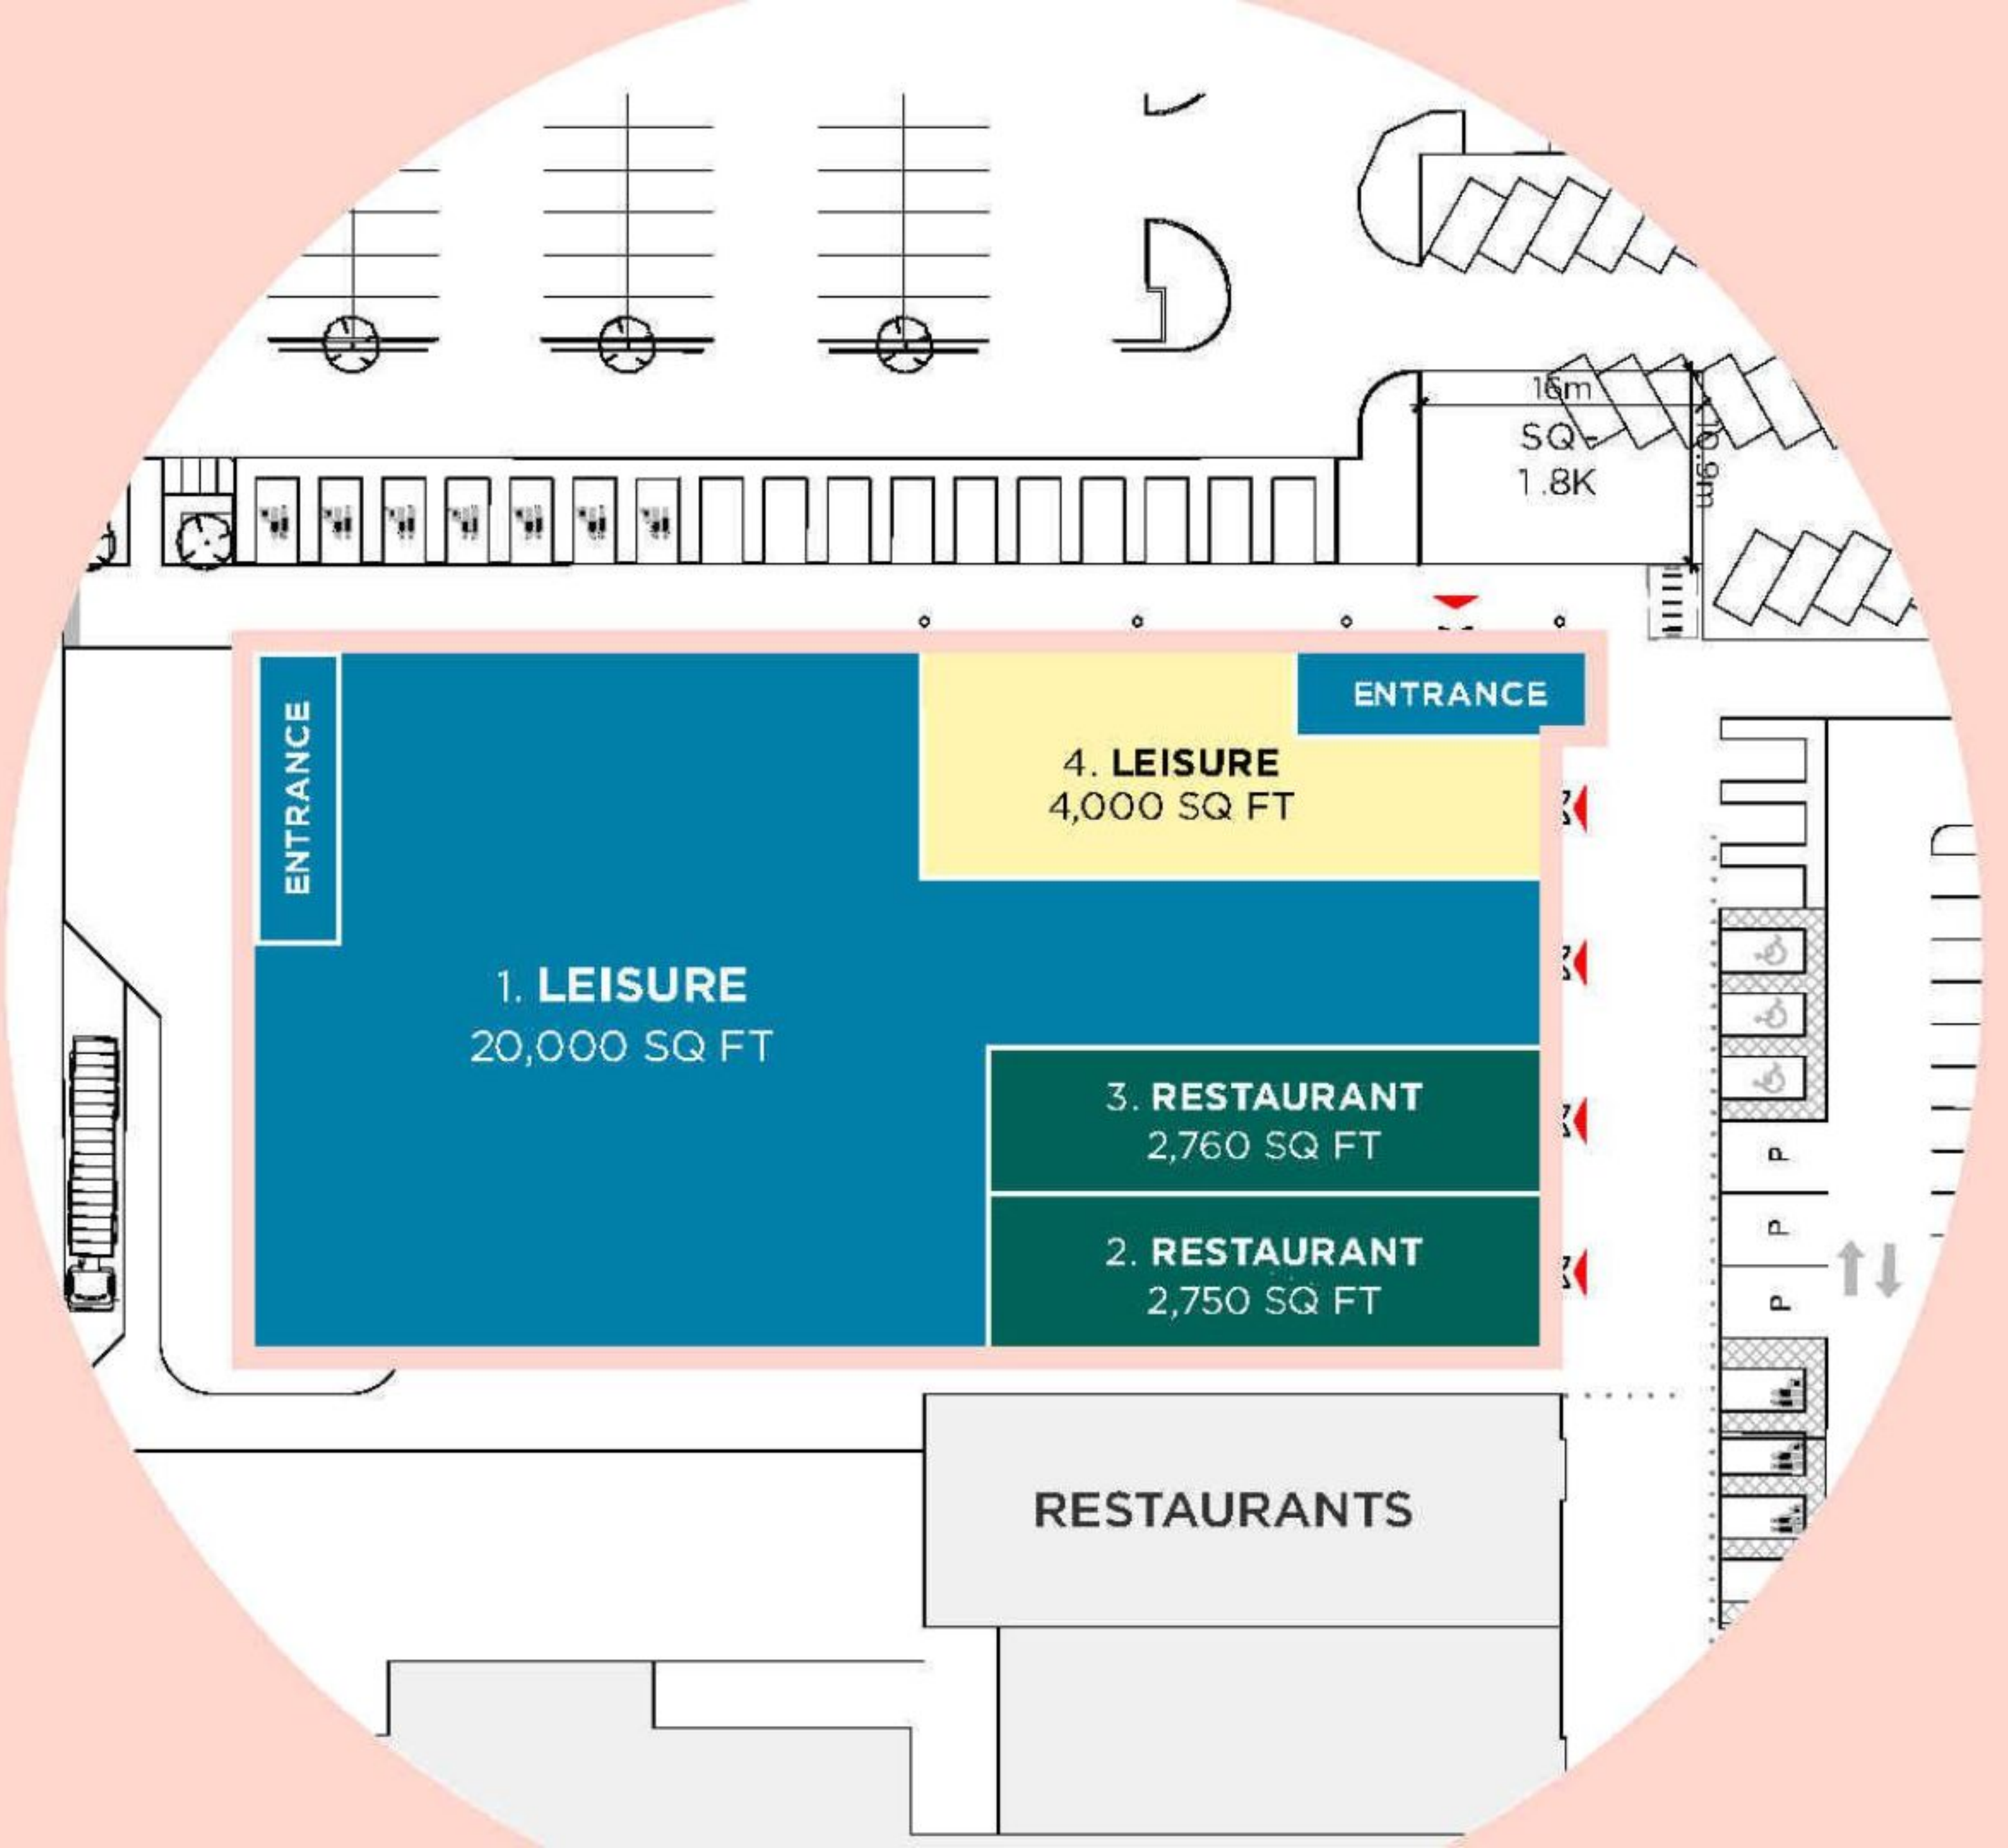 16m
SQ -
1.8K
10.9m
ENTRANCE
ENTRANCE
4. LEISURE
4,000 SQ FT
1. LEISURE
20,000 SQ FT
3. RESTAURANT
2,760 SQ FT
2. RESTAURANT
2,750 SQ FT
P
P
P
RESTAURANTS